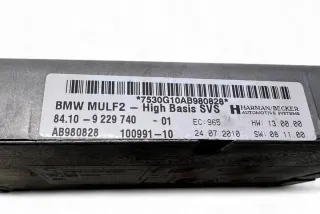 *7530G10AB980828*
HARMAN/BECKER
AUTOMOTIVE SYSTEMS
BMW MULF2 - High Basis SVS
84.10 - 9 229 740 - 01 EC:965 HW: 13.00.00
AB980828 100991-10 24.07.2010 SW: 08.11.00